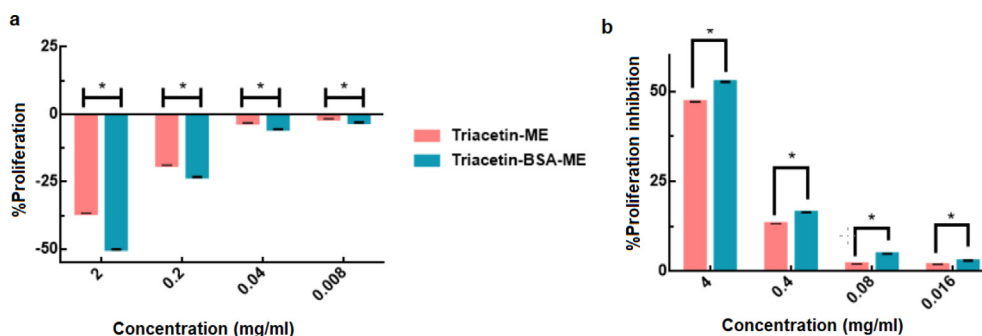 a
25
0
-25
-50
%Proliferation
* * * *
2 0.2 0.04 0.008
Concentration (mg/ml)
Triacetin-ME
Triacetin-BSA-ME
b
50
25
0
%Proliferation inhibition
* * * *
4 0.4 0.08 0.016
Concentration (mg/ml)